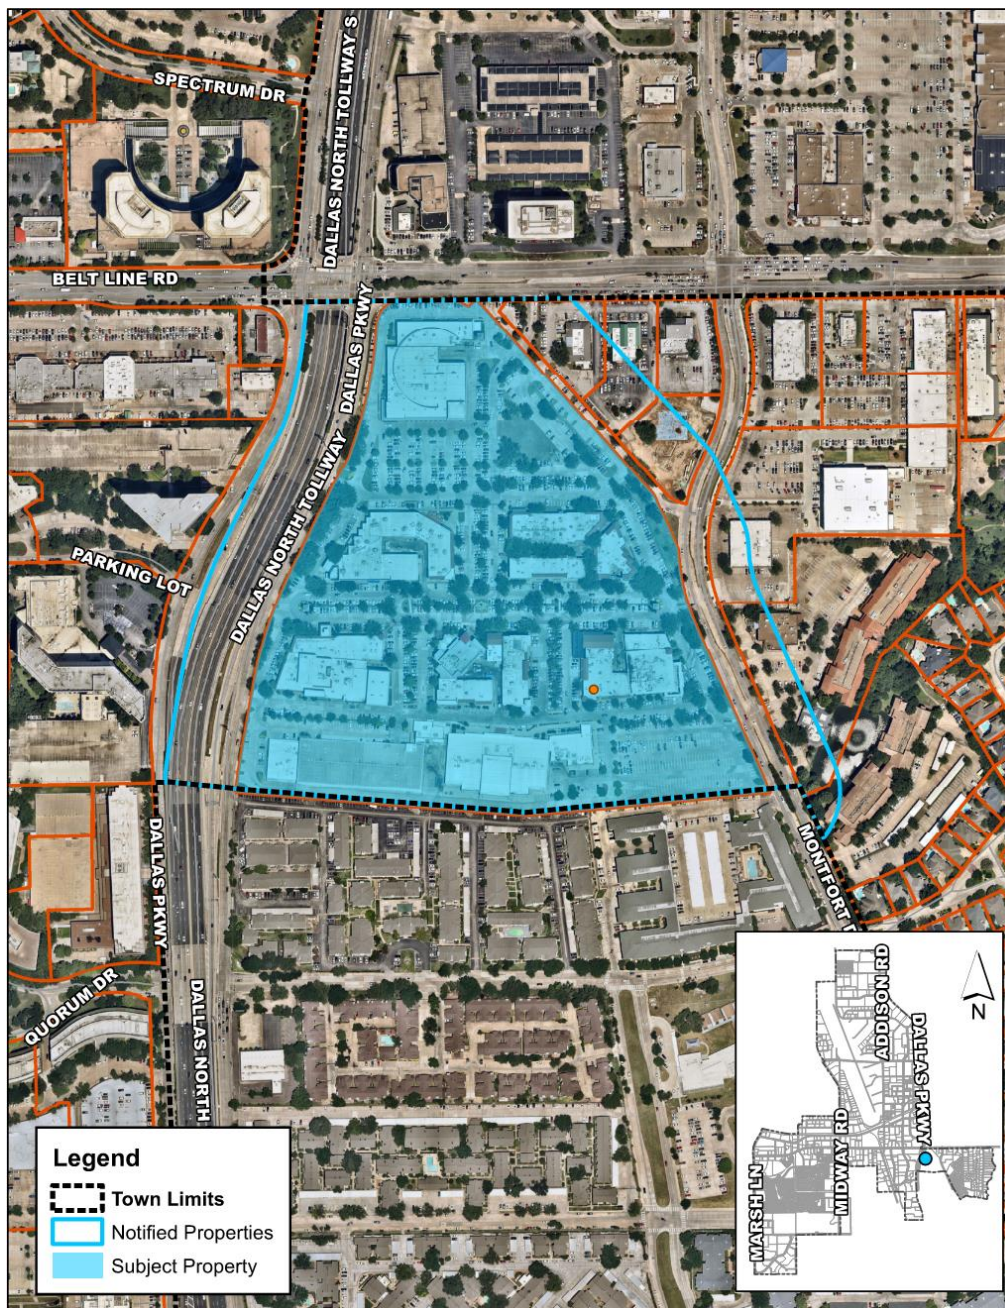 DALLAS NORTH TOLLWAY S
SPECTRUM DR
BELT LINE RD
DALLAS PKWY
DALLAS NORTH TOLLWAY
PARKING LOT
DALLAS PKWY
MONTFORT
QUORUM DR
DALLAS NORTH
Legend
Town Limits
Notified Properties
Subject Property
ADDISON RD
DALLAS PKWY
MIDWAY RD
MARSH LN
N